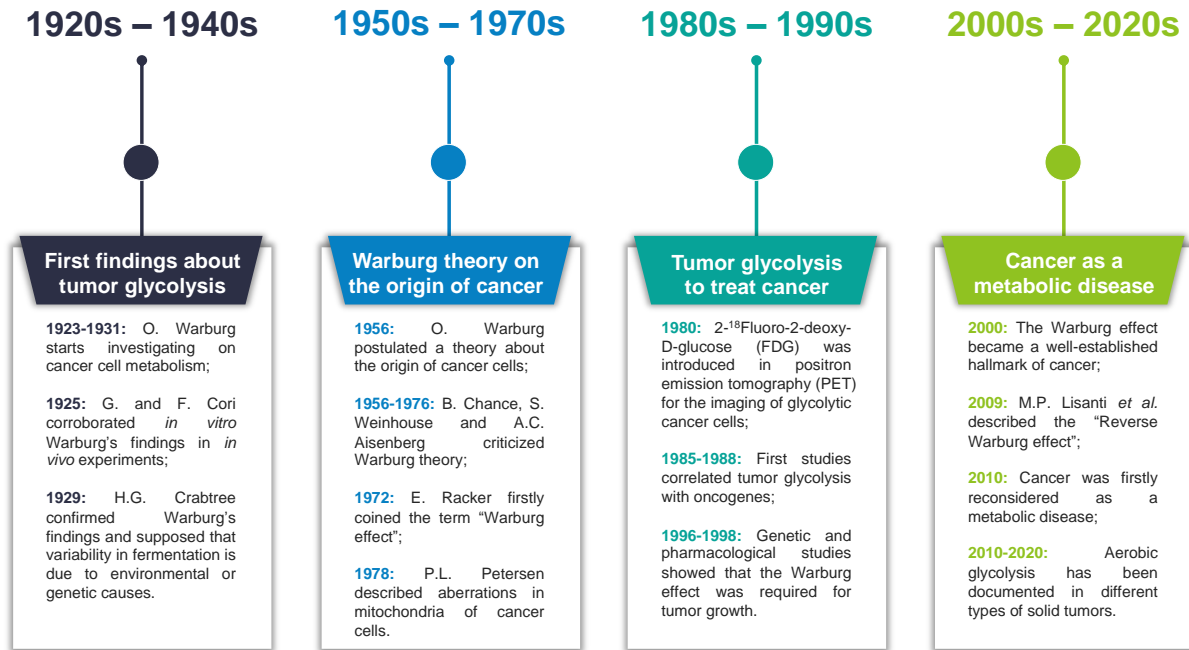 1920s – 1940s
First findings about
tumor glycolysis
1923-1931: O. Warburg
starts investigating on
cancer cell metabolism;
1925: G. and F. Cori
corroborated in vitro
Warburg's findings in in
vivo experiments;
1929: H.G. Crabtree
confirmed Warburg's
findings and supposed that
variability in fermentation is
due to environmental or
genetic causes.
1950s – 1970s
Warburg theory on
the origin of cancer
1956: O. Warburg
postulated a theory about
the origin of cancer cells;
1956-1976: B. Chance, S.
Weinhouse and A.C.
Aisenberg criticized
Warburg theory;
1972: E. Racker firstly
coined the term “Warburg
effect”;
1978: P.L. Petersen
described aberrations in
mitochondria of cancer
cells.
1980s – 1990s
Tumor glycolysis
to treat cancer
1980: 2-¹⁸Fluoro-2-deoxy-
D-glucose (FDG) was
introduced in positron
emission tomography (PET)
for the imaging of glycolytic
cancer cells;
1985-1988: First studies
correlated tumor glycolysis
with oncogenes;
1996-1998: Genetic and
pharmacological studies
showed that the Warburg
effect was required for
tumor growth.
2000s – 2020s
Cancer as a
metabolic disease
2000: The Warburg effect
became a well-established
hallmark of cancer;
2009: M.P. Lisanti et al.
described the “Reverse
Warburg effect”;
2010: Cancer was firstly
reconsidered as a
metabolic disease;
2010-2020: Aerobic
glycolysis has been
documented in different
types of solid tumors.